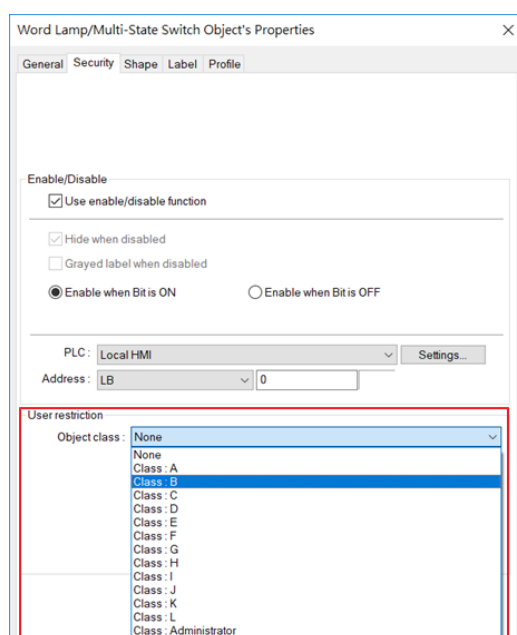 Word Lamp/Multi-State Switch Object's Properties
General Security Shape Label Profile
Enable/Disable
Use enable/disable function
Hide when disabled
Grayed label when disabled
Enable when Bit is ON Enable when Bit is OFF
PLC : Local HMI Settings...
Address : LB 0
User restriction
Object class : None
None
Class : A
Class : B
Class : C
Class : D
Class : E
Class : F
Class : G
Class : H
Class : I
Class : J
Class : K
Class : L
Class : Administrator